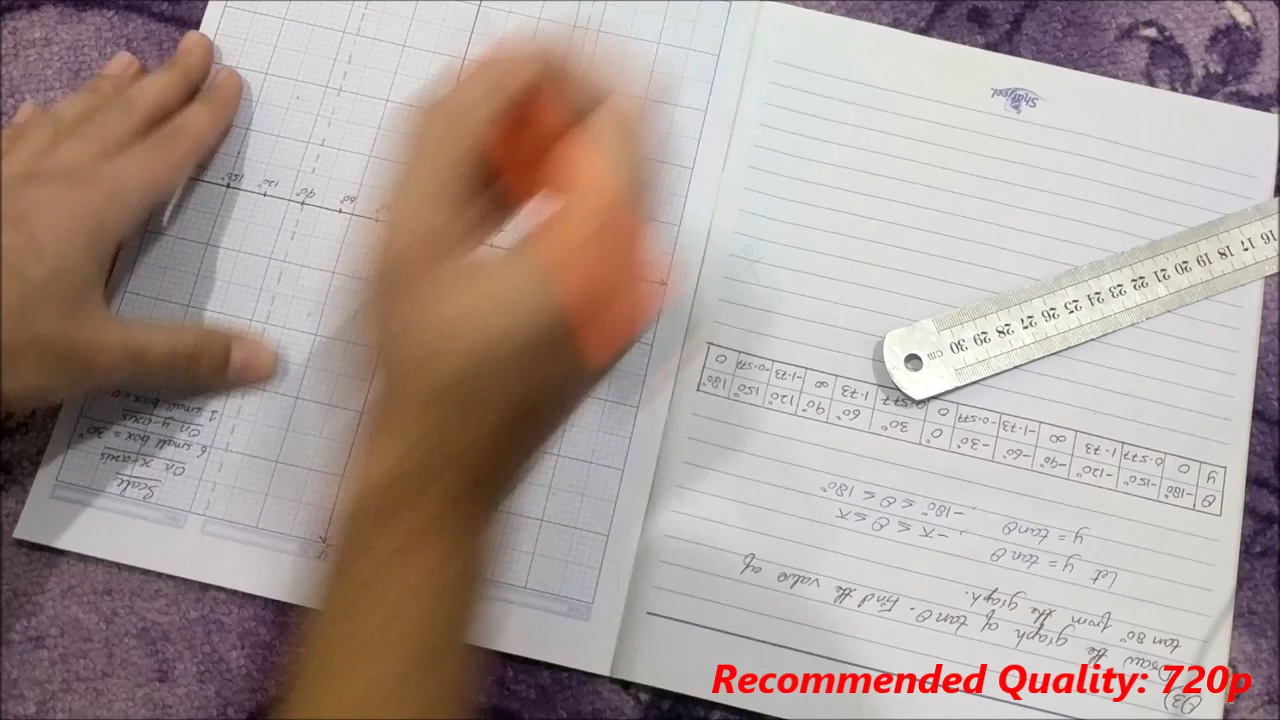 Q3) Draw the graph of tanθ. Find the value of
tan 80° from the graph.
Let y = tanθ , -π ≤ θ ≤ π
y = tanθ , -180° ≤ θ ≤ 180°
θ -180° -150° -120° -90° -60° -30° 0° 30° 60° 90° 120° 150° 180°
y 0 0.577 1.73 ∞ -1.73 -0.577 0 0.577 1.73 ∞ -1.73 -0.577 0
Sharjeel
Scale
On x-axis
6 small box = 30°
On y-axis
1 small box = 0
y
60° 90° 120° 150°
cm 30 29 28 27 26 25 24 23 22 21 20 19 18 17 16
Recommended Quality: 720p